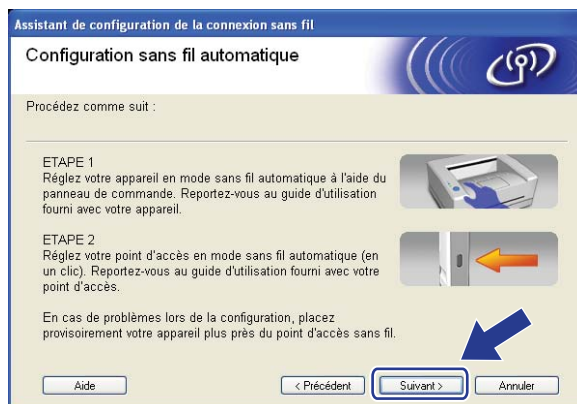 Assistant de configuration de la connexion sans fil
Configuration sans fil automatique
Procédez comme suit :
ETAPE 1
Réglez votre appareil en mode sans fil automatique à l'aide du
panneau de commande. Reportez-vous au guide d'utilisation
fourni avec votre appareil.
ETAPE 2
Réglez votre point d'accès en mode sans fil automatique (en
un clic). Reportez-vous au guide d'utilisation fourni avec votre
point d'accès.
En cas de problèmes lors de la configuration, placez
provisoirement votre appareil plus près du point d'accès sans fil.
Aide
< Précédent
Suivant >
Annuler